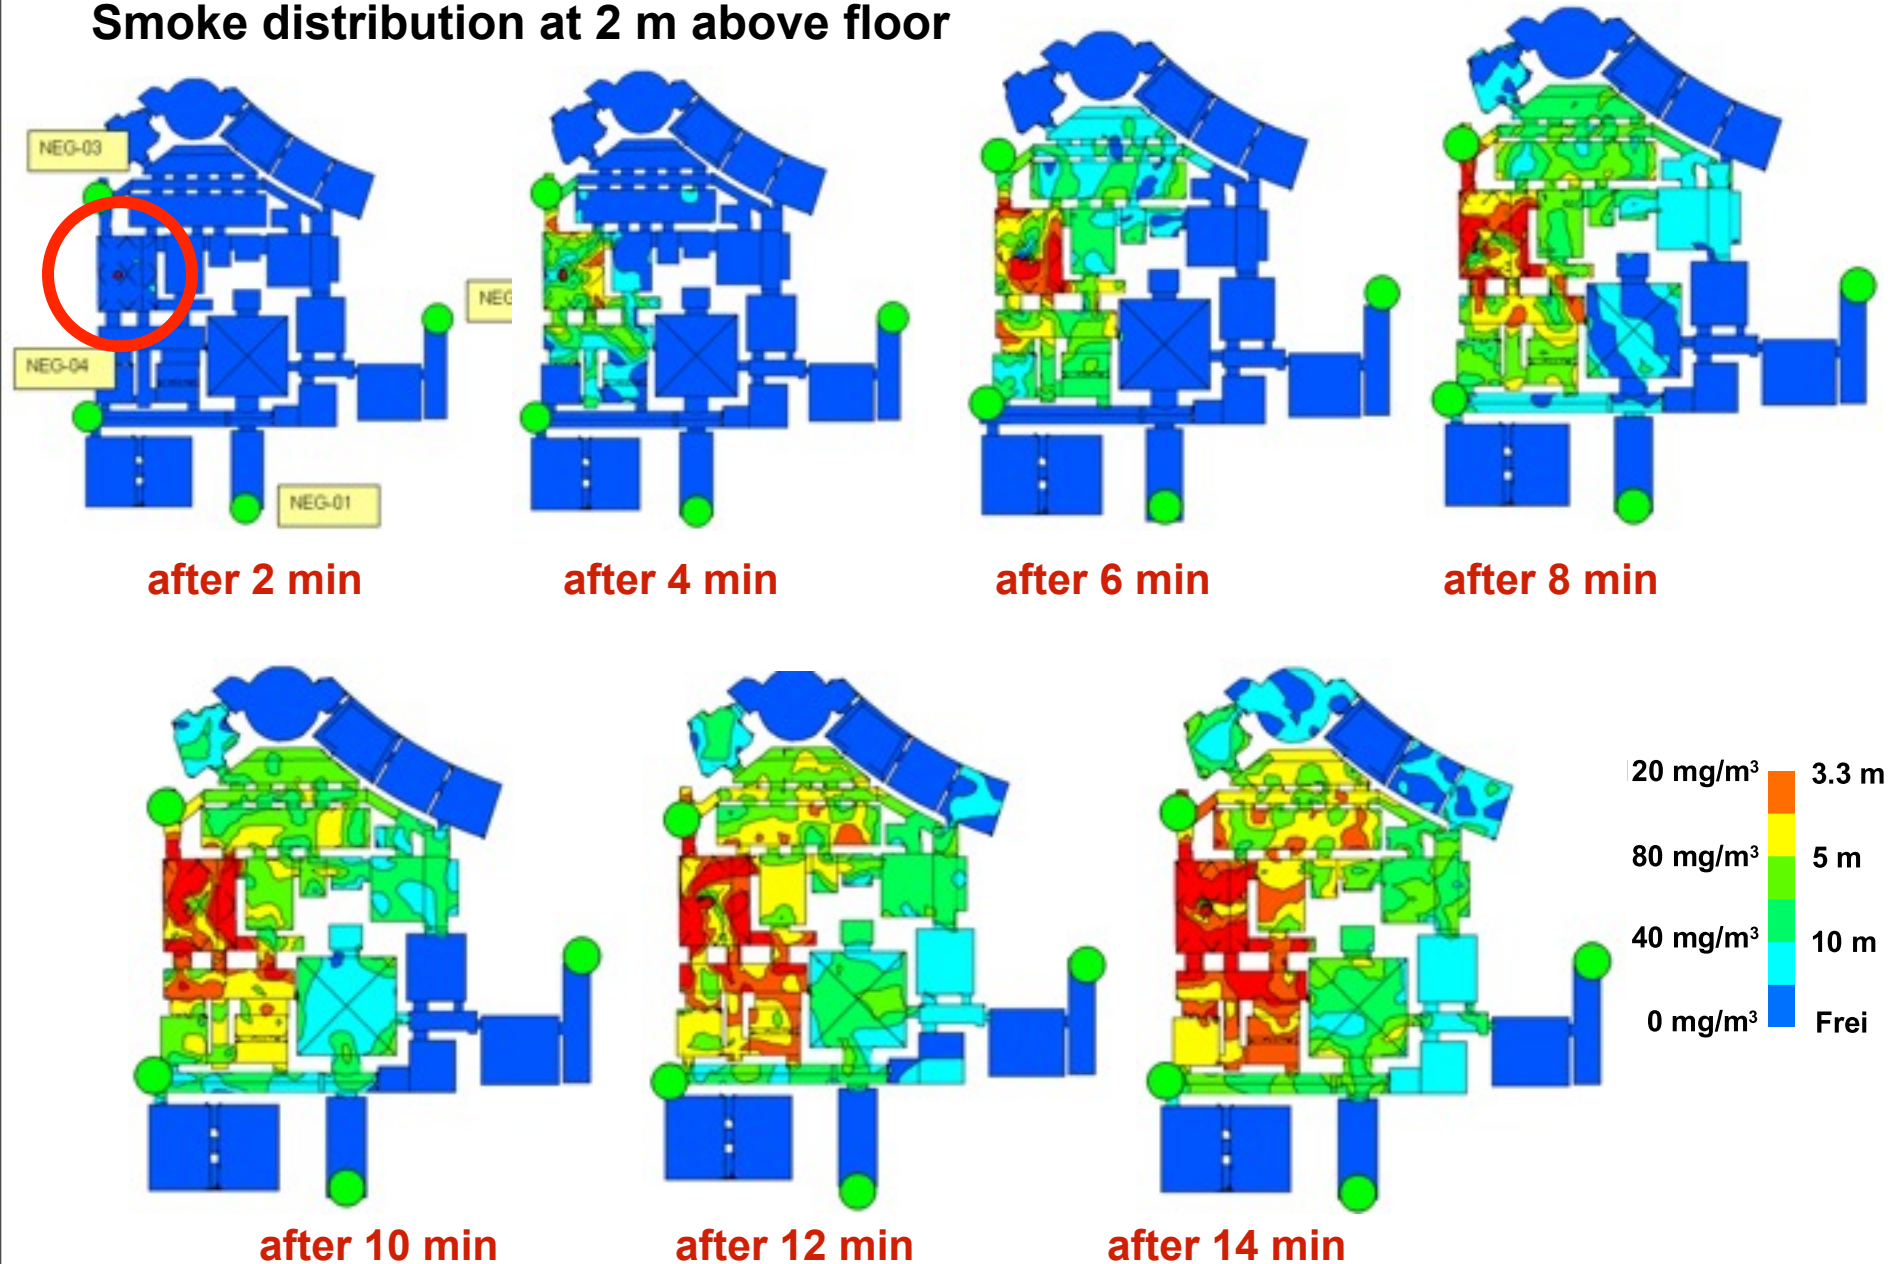 Smoke distribution at 2 m above floor
NEG-03
NEG-04
NEG-01
NEG
after 2 min
after 4 min
after 6 min
after 8 min
20 mg/m³ 3.3 m
80 mg/m³ 5 m
40 mg/m³ 10 m
0 mg/m³ Frei
after 10 min
after 12 min
after 14 min